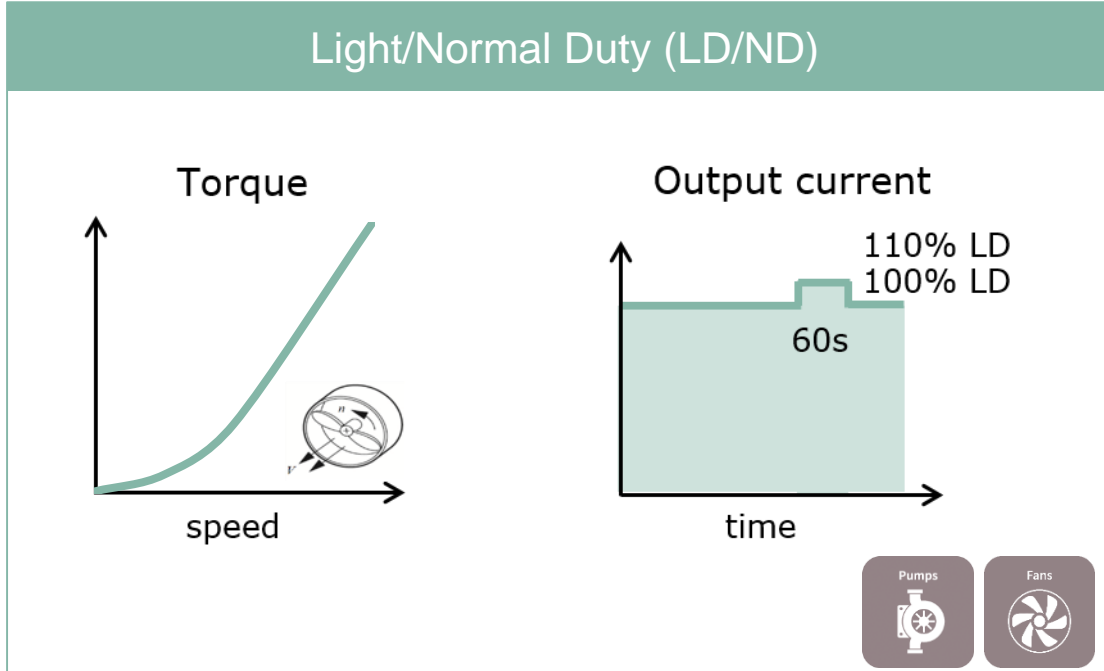 Light/Normal Duty (LD/ND)
Torque
n
V
speed
Output current
110% LD
100% LD
60s
time
Pumps
Fans